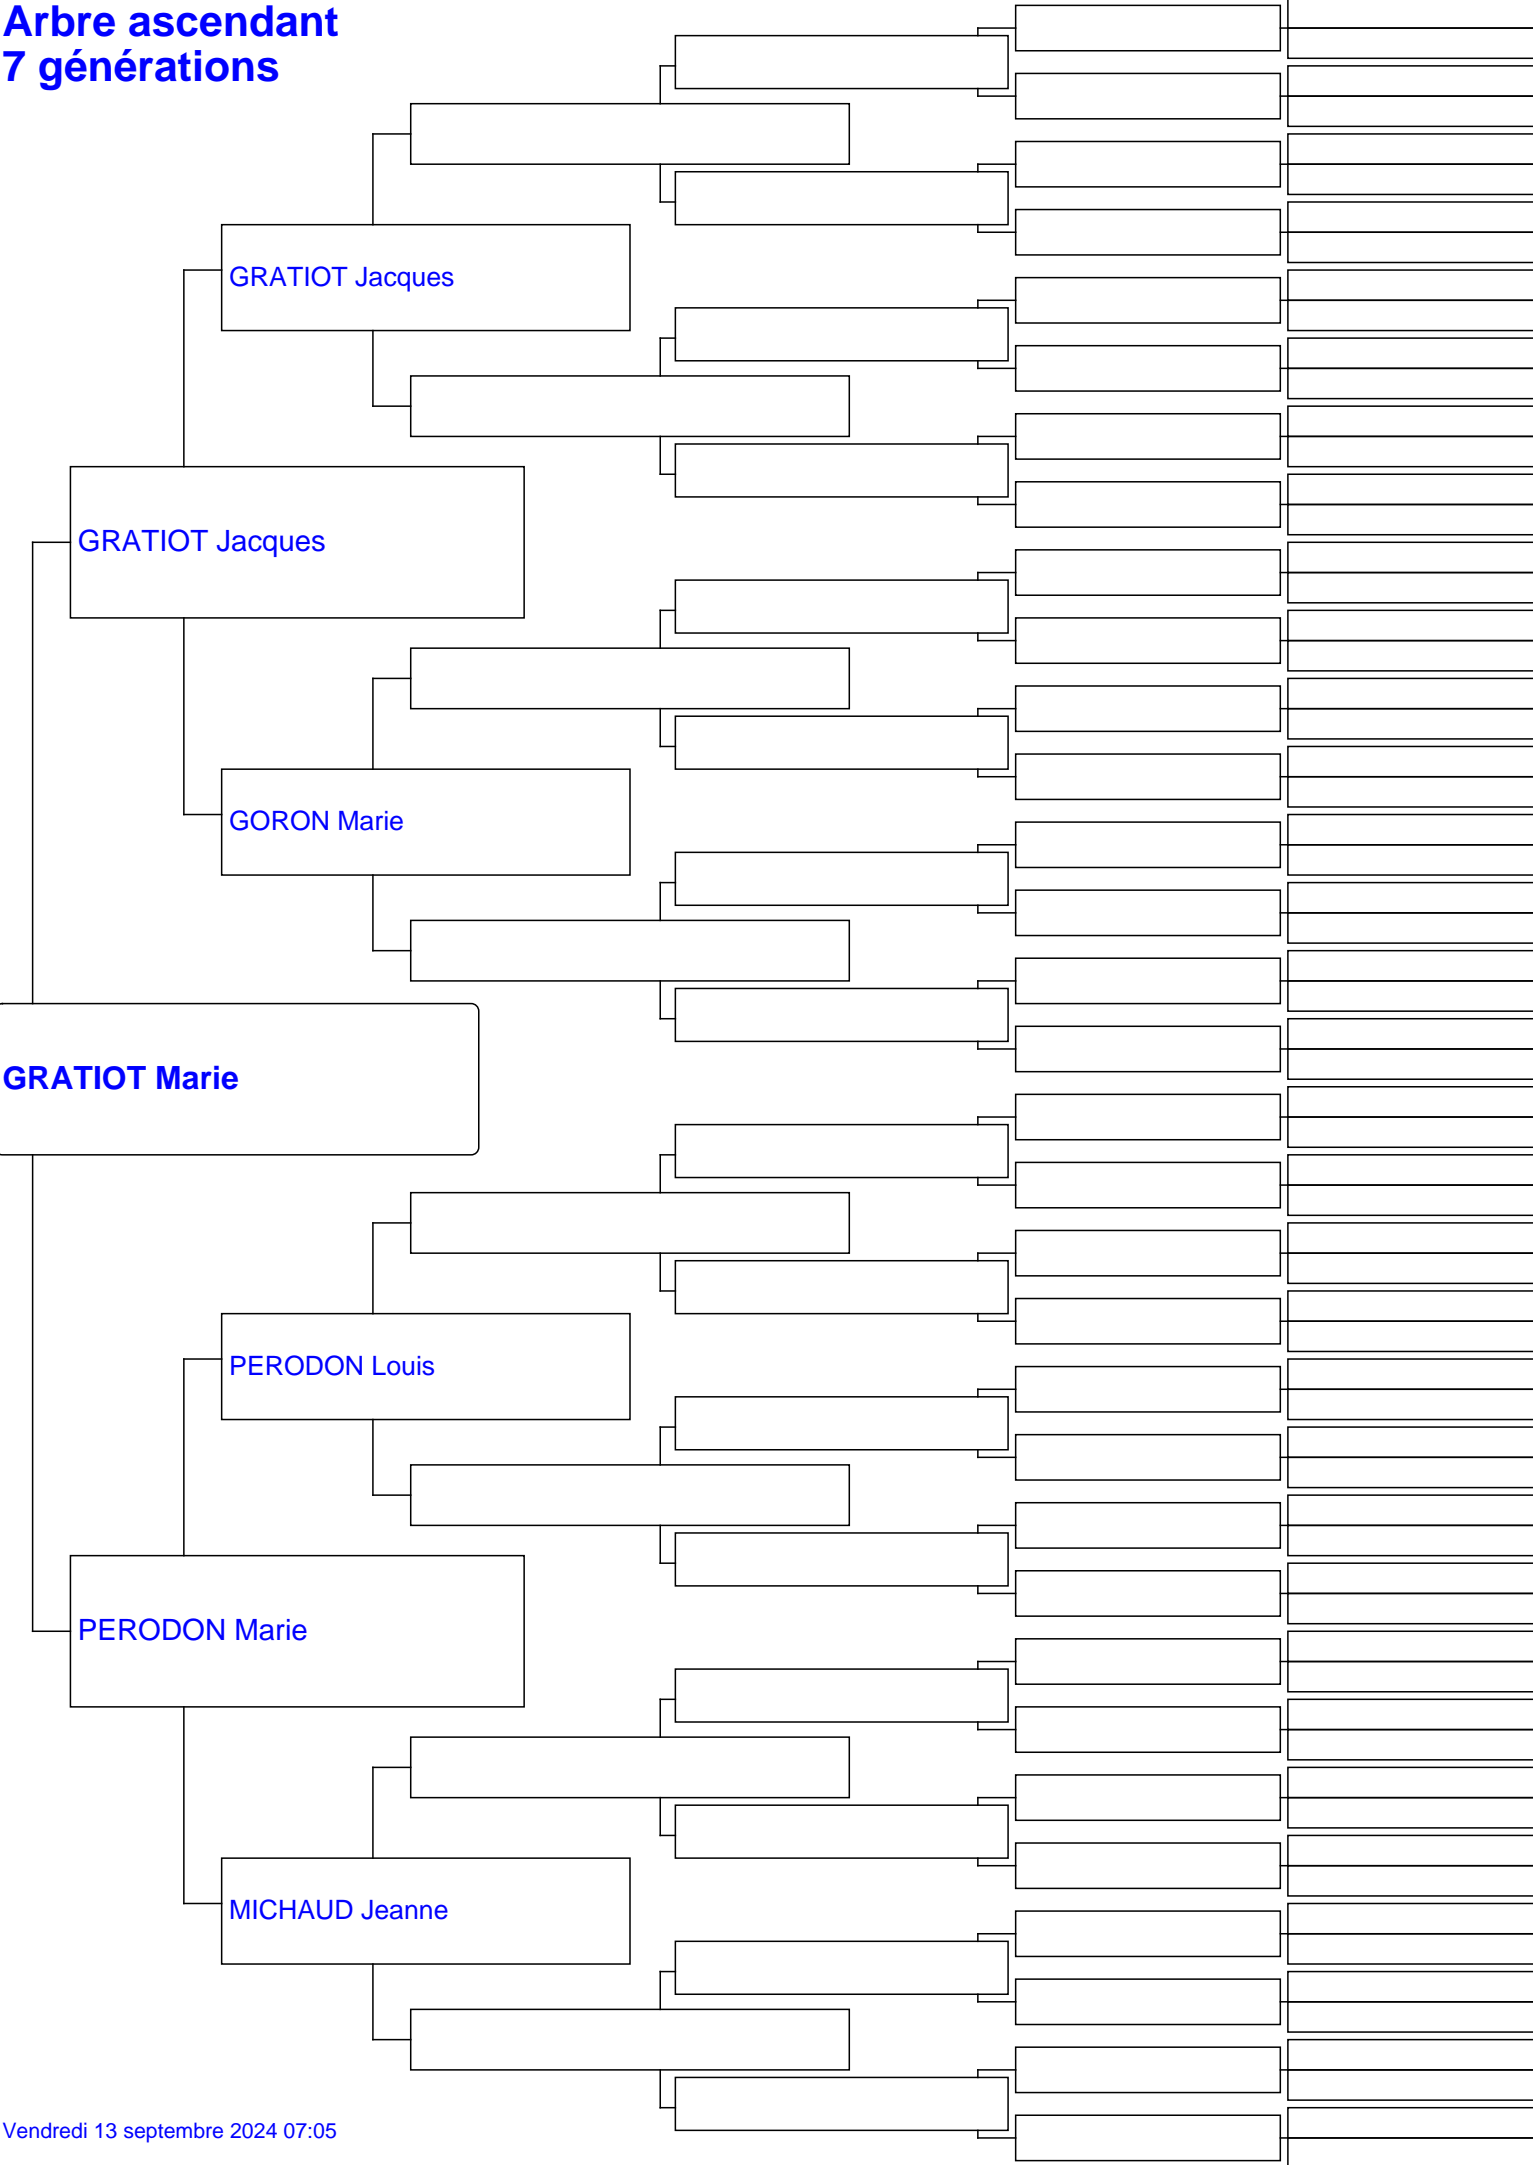 Arbre ascendant
7 générations
GRATIOT Jacques
GRATIOT Jacques
GORON Marie
GRATIOT Marie
PERODON Louis
PERODON Marie
MICHAUD Jeanne
Vendredi 13 septembre 2024 07:05